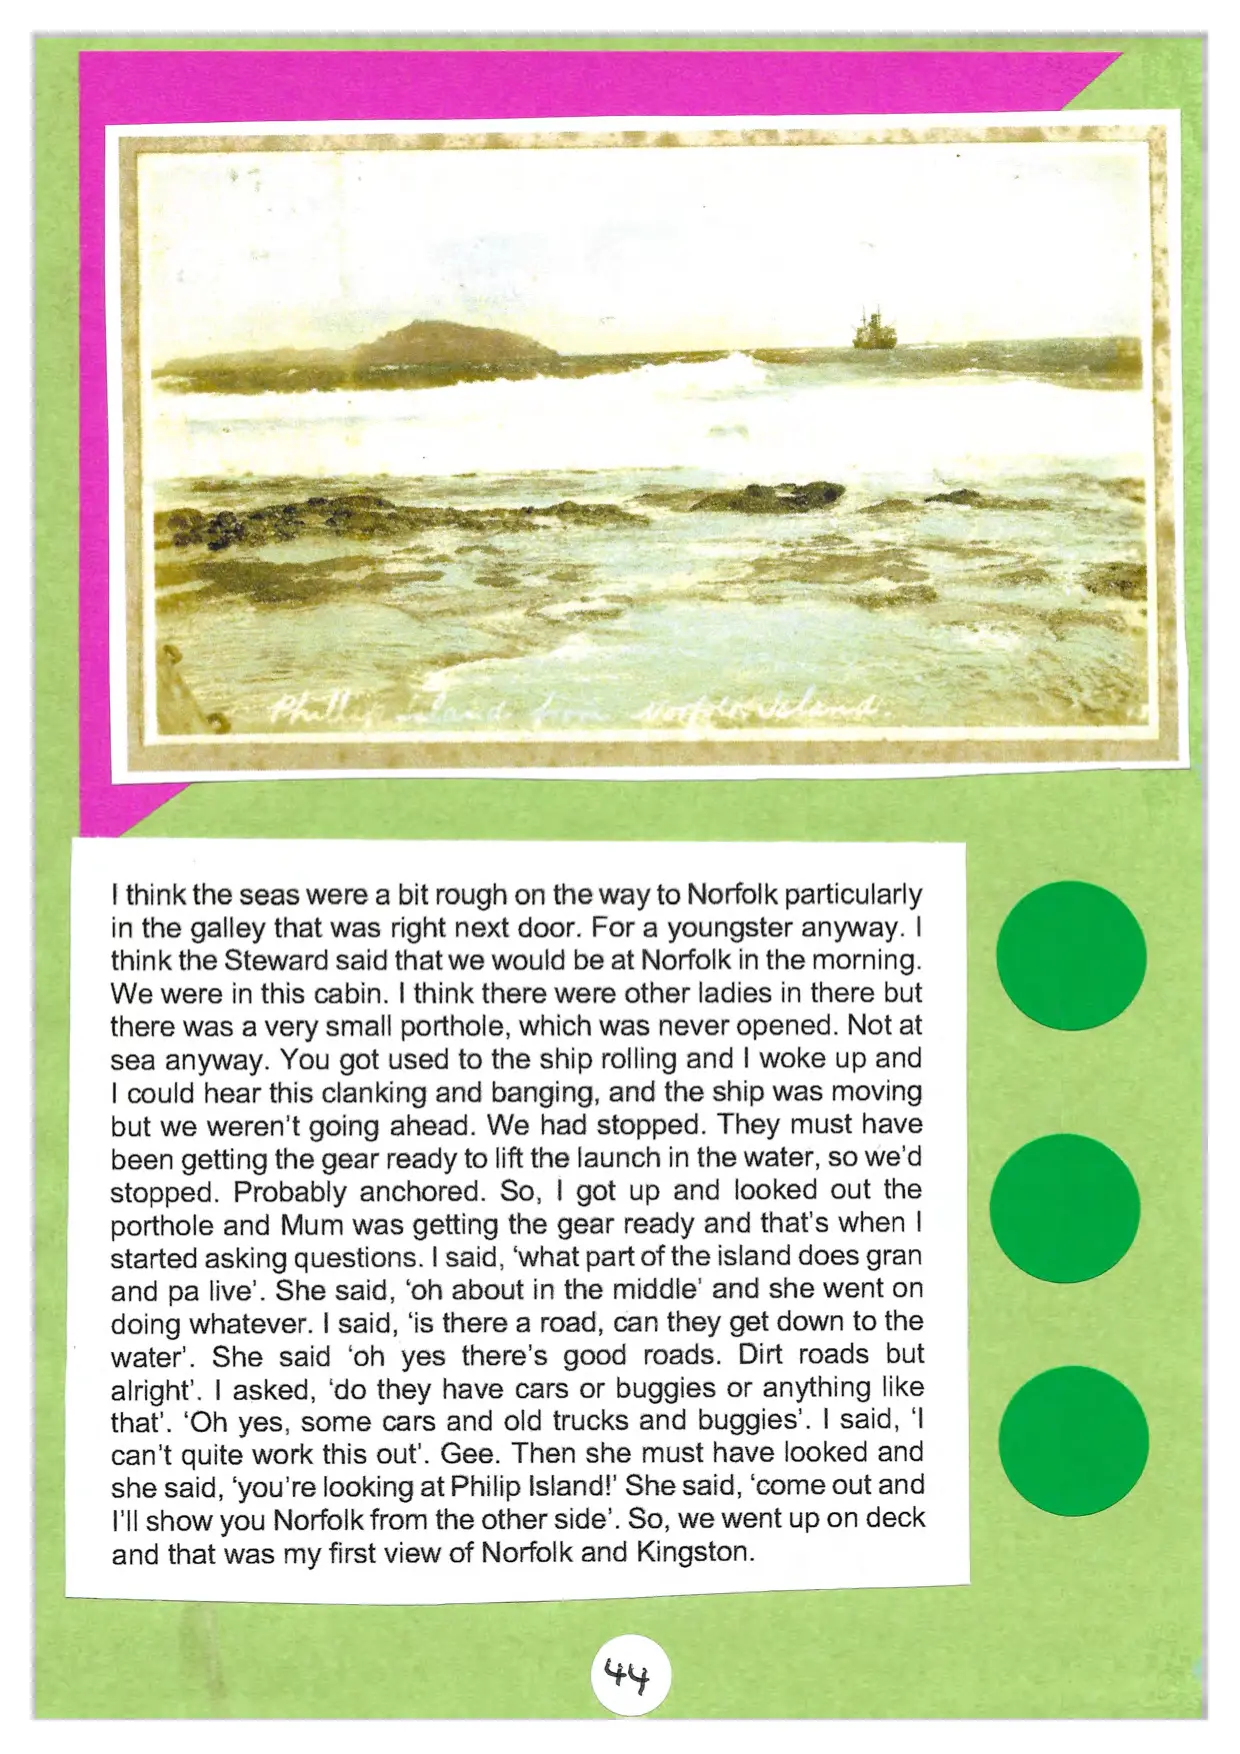 Phillip island from Norfolk Island.
I think the seas were a bit rough on the way to Norfolk particularly
in the galley that was right next door. For a youngster anyway. I
think the Steward said that we would be at Norfolk in the morning.
We were in this cabin. I think there were other ladies in there but
there was a very small porthole, which was never opened. Not at
sea anyway. You got used to the ship rolling and I woke up and
I could hear this clanking and banging, and the ship was moving
but we weren't going ahead. We had stopped. They must have
been getting the gear ready to lift the launch in the water, so we'd
stopped. Probably anchored. So, I got up and looked out the
porthole and Mum was getting the gear ready and that's when I
started asking questions. I said, ‘what part of the island does gran
and pa live’. She said, ‘oh about in the middle’ and she went on
doing whatever. I said, ‘is there a road, can they get down to the
water’. She said ‘oh yes there's good roads. Dirt roads but
alright’. I asked, ‘do they have cars or buggies or anything like
that’. ‘Oh yes, some cars and old trucks and buggies’. I said, ‘I
can't quite work this out’. Gee. Then she must have looked and
she said, ‘you're looking at Philip Island!’ She said, ‘come out and
I'll show you Norfolk from the other side’. So, we went up on deck
and that was my first view of Norfolk and Kingston.
44